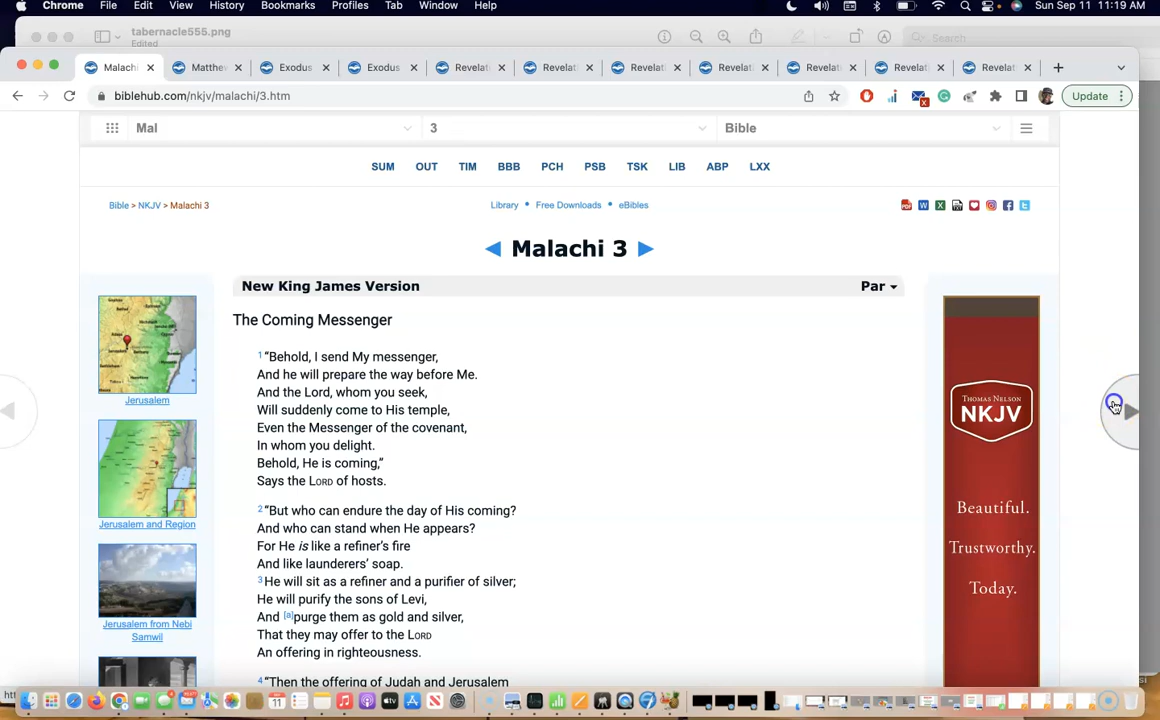 Chrome File Edit View History Bookmarks Profiles Tab Window Help Sun Sep 11 11:19 AM
tabernacle555.png
Edited
Search
Malachi Matthew Exodus Exodus Revela Revelati Revelati Revelati Revelati Revelati Revelati
biblehub.com/nkjv/malachi/3.htm Update
Mal 3 Bible
SUM OUT TIM BBB PCH PSB TSK LIB ABP LXX
Bible > NKJV > Malachi 3 Library • Free Downloads • eBibles
Malachi 3
New King James Version Par
The Coming Messenger
1 “Behold, I send My messenger,
And he will prepare the way before Me.
And the Lord, whom you seek,
Will suddenly come to His temple,
Even the Messenger of the covenant,
In whom you delight.
Behold, He is coming,”
Says the LORD of hosts.
2 “But who can endure the day of His coming?
And who can stand when He appears?
For He is like a refiner’s fire
And like launderers’ soap.
3 He will sit as a refiner and a purifier of silver;
He will purify the sons of Levi,
And [a]purge them as gold and silver,
That they may offer to the LORD
An offering in righteousness.
4 “Then the offering of Judah and Jerusalem
Jerusalem
Jerusalem and Region
Jerusalem from Nebi
Samwil
THOMAS NELSON
NKJV
Beautiful.
Trustworthy.
Today.